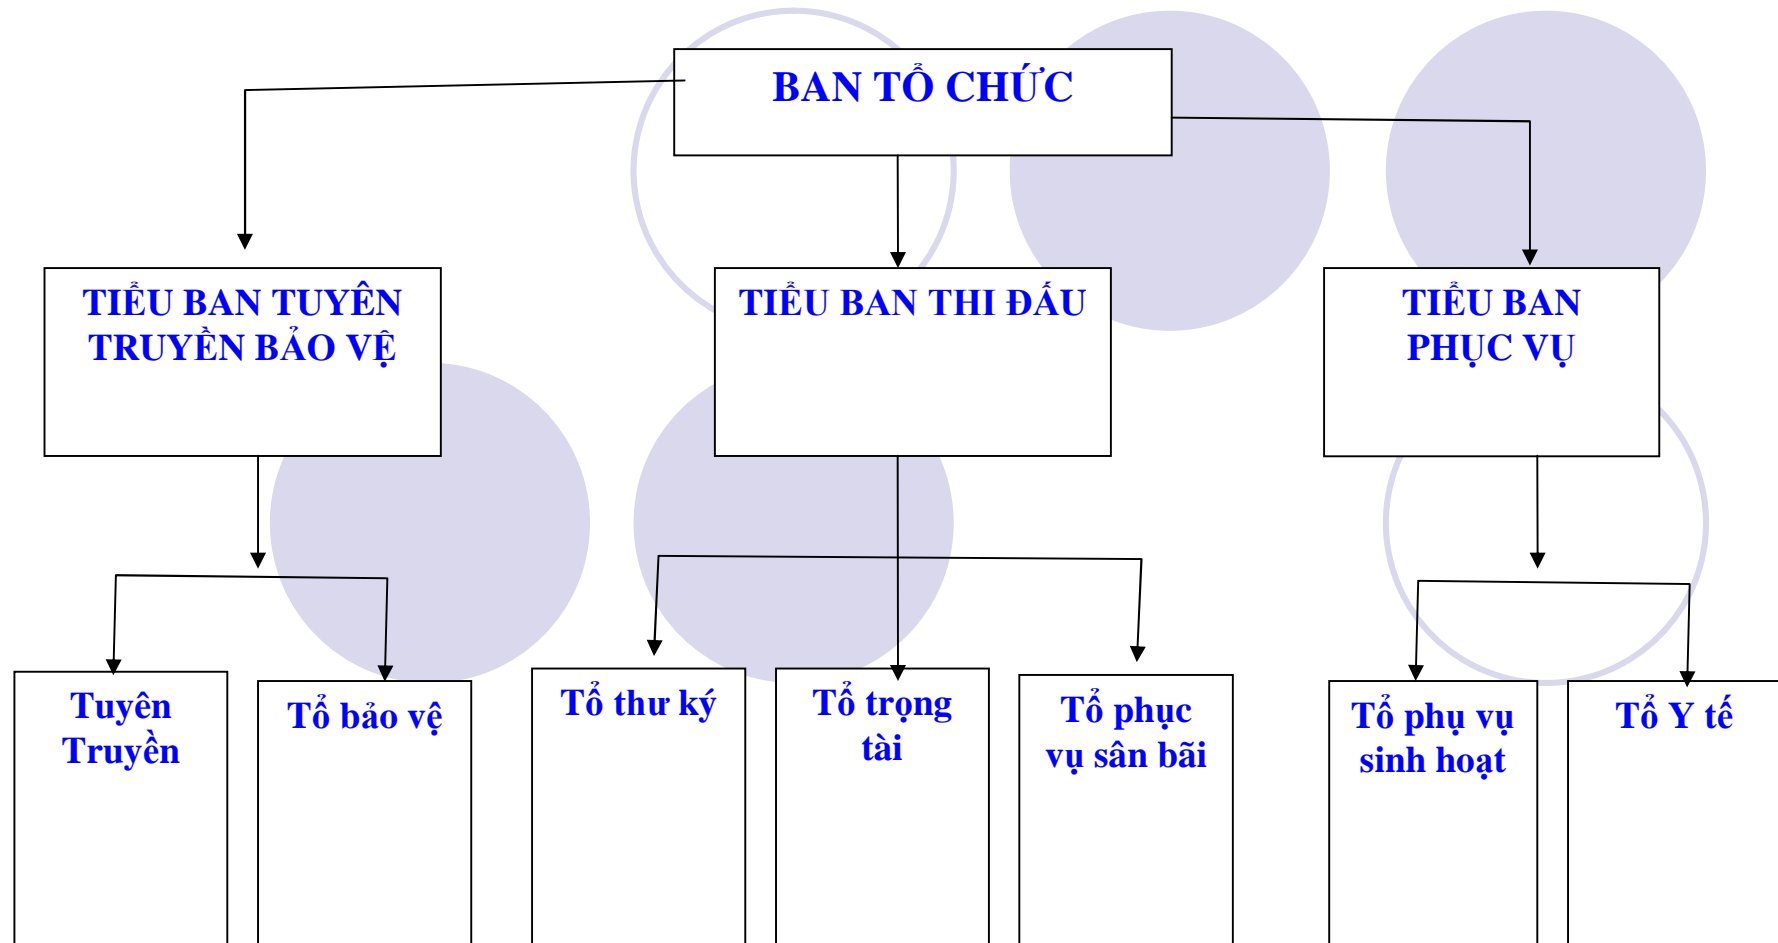 BAN TỔ CHỨC
TIỂU BAN TUYÊN
TRUYỀN BẢO VỆ
TIỂU BAN THI ĐẤU
TIỂU BAN
PHỤC VỤ
Tuyên
Truyền
Tổ bảo vệ
Tổ thư ký
Tổ trọng
tài
Tổ phục
vụ sân bãi
Tổ phụ vụ
sinh hoạt
Tổ Y tế